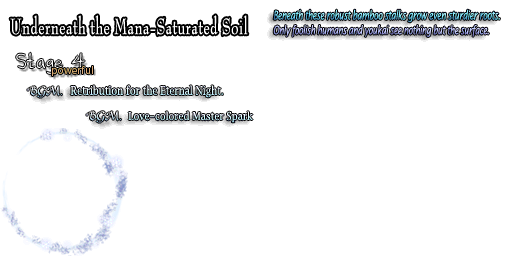 Underneath the Mana-Saturated Soil
Beneath these robust bamboo stalks grow even sturdier roots.
Only foolish humans and youkai see nothing but the surface.
Stage 4
powerful
BGM. Retribution for the Eternal Night.
BGM. Love-colored Master Spark